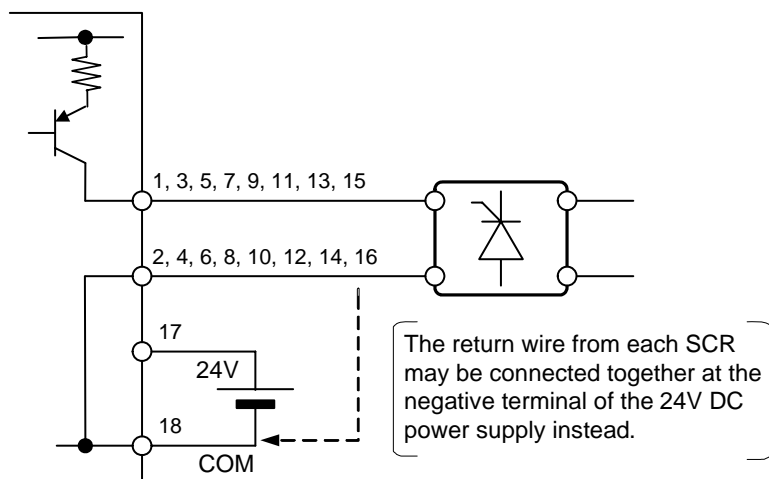 1, 3, 5, 7, 9, 11, 13, 15
2, 4, 6, 8, 10, 12, 14, 16
17
24V
18
COM
The return wire from each SCR
may be connected together at the
negative terminal of the 24V DC
power supply instead.